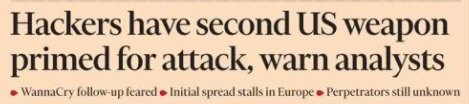 Hackers have second US weapon
primed for attack, warn analysts
• WannaCry follow-up feared • Initial spread stalls in Europe • Perpetrators still unknown